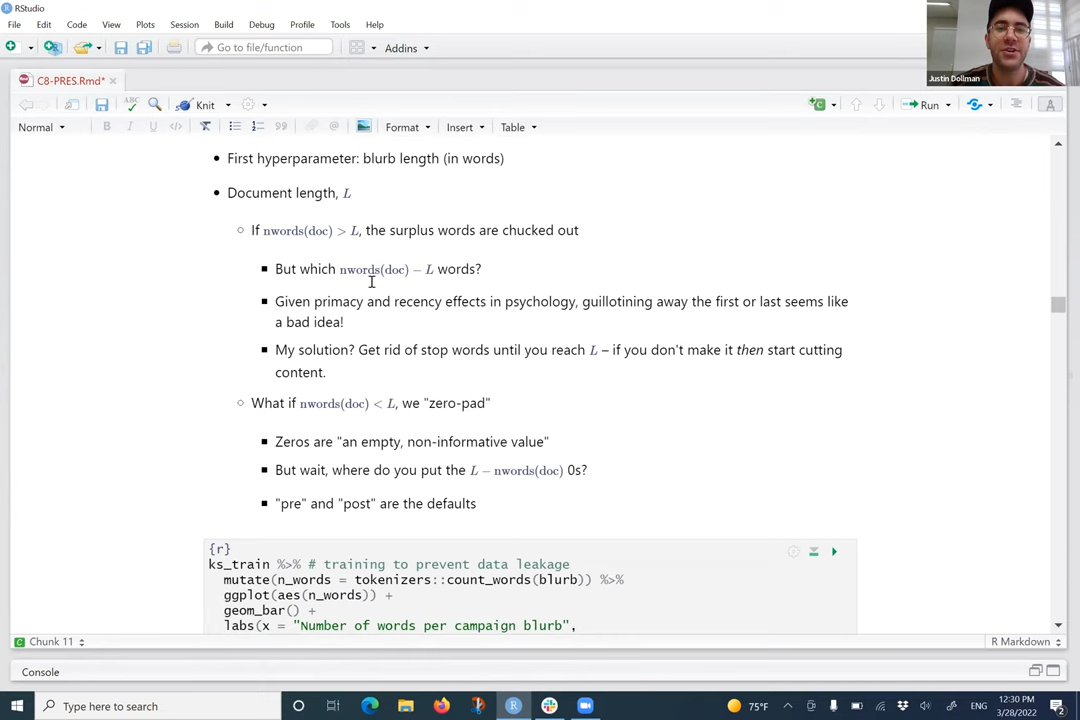 RStudio
File Edit Code View Plots Session Build Debug Profile Tools Help
Go to file/function Addins
Justin Dollman
C8-PRES.Rmd*
ABC Knit Run
Normal B I U Format Insert Table
First hyperparameter: blurb length (in words)
Document length, L
If nwords(doc) > L, the surplus words are chucked out
But which nwords(doc) − L words?
Given primacy and recency effects in psychology, guillotining away the first or last seems like
a bad idea!
My solution? Get rid of stop words until you reach L – if you don't make it then start cutting
content.
What if nwords(doc) < L, we "zero-pad"
Zeros are "an empty, non-informative value"
But wait, where do you put the L − nwords(doc) 0s?
"pre" and "post" are the defaults
{r}
ks_train %>% # training to prevent data leakage
mutate(n_words = tokenizers::count_words(blurb)) %>%
ggplot(aes(n_words)) +
geom_bar() +
labs(x = "Number of words per campaign blurb",
Chunk 11 R Markdown
Console
Type here to search
75°F ENG 12:30 PM
3/28/2022 2